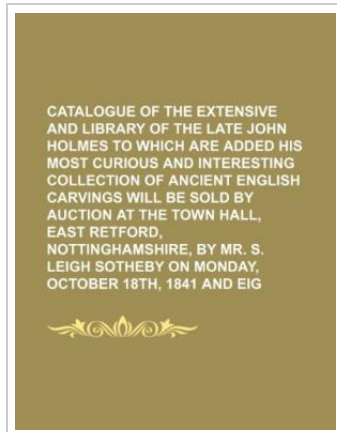 CATALOGUE OF THE EXTENSIVE
AND LIBRARY OF THE LATE JOHN
HOLMES TO WHICH ARE ADDED HIS
MOST CURIOUS AND INTERESTING
COLLECTION OF ANCIENT ENGLISH
CARVINGS WILL BE SOLD BY
AUCTION AT THE TOWN HALL,
EAST RETFORD,
NOTTINGHAMSHIRE, BY MR. S.
LEIGH SOTHEBY ON MONDAY,
OCTOBER 18TH, 1841 AND EIG